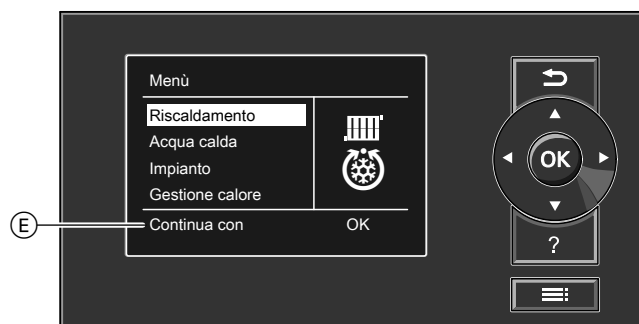 Menù
Riscaldamento
Acqua calda
Impianto
Gestione calore
Continua con OK
E
OK
?